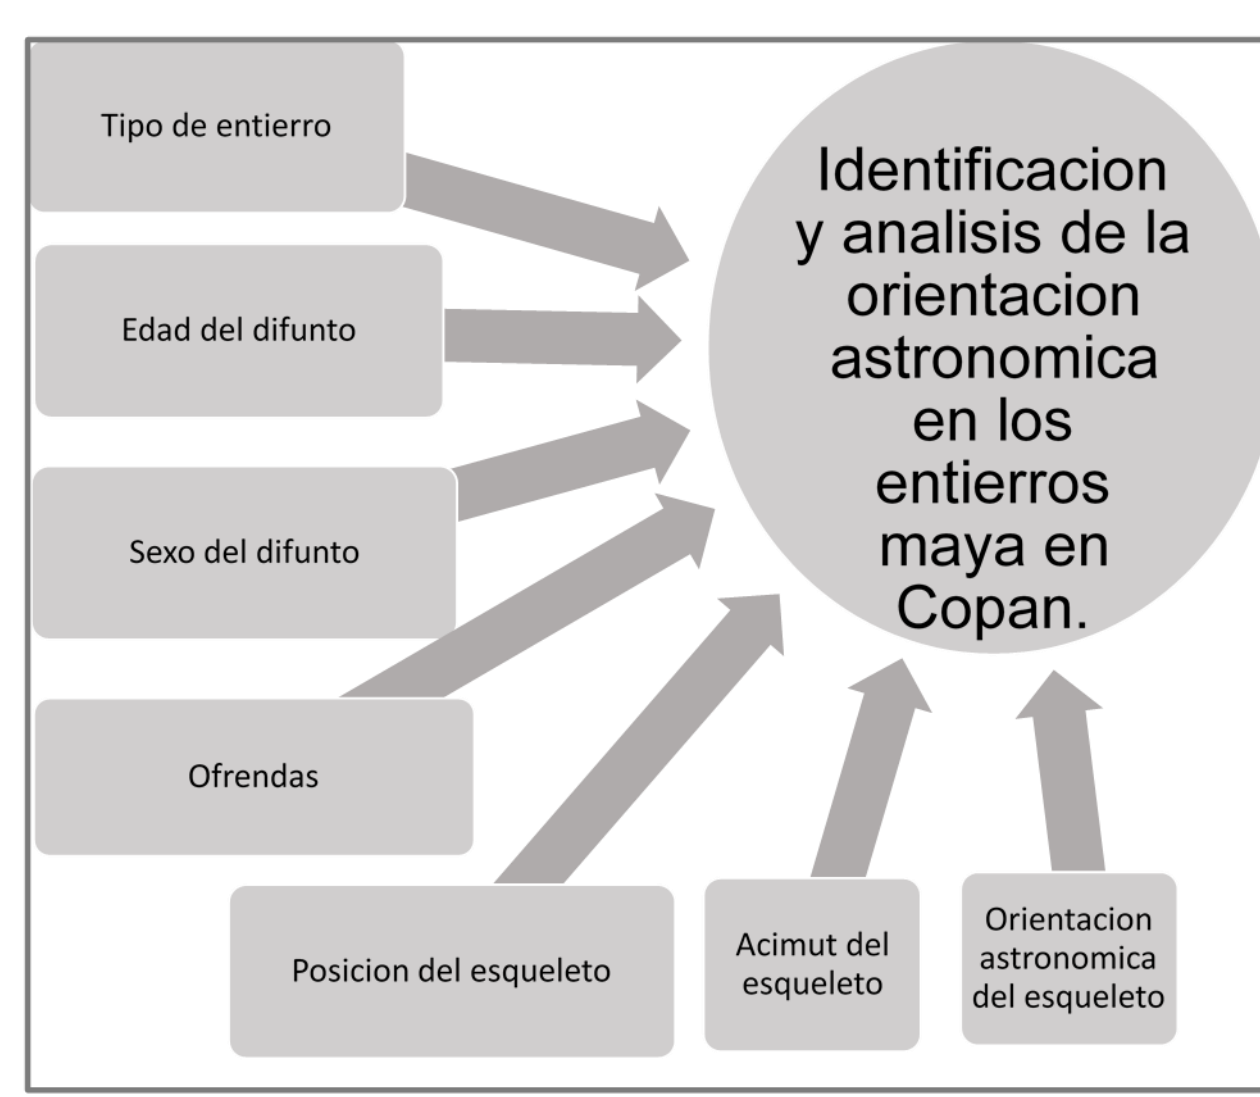 Tipo de entierro
Edad del difunto
Sexo del difunto
Ofrendas
Posicion del esqueleto
Acimut del
esqueleto
Orientacion
astronomica
del esqueleto
Identificacion
y analisis de la
orientacion
astronomica
en los
entierros
maya en
Copan.